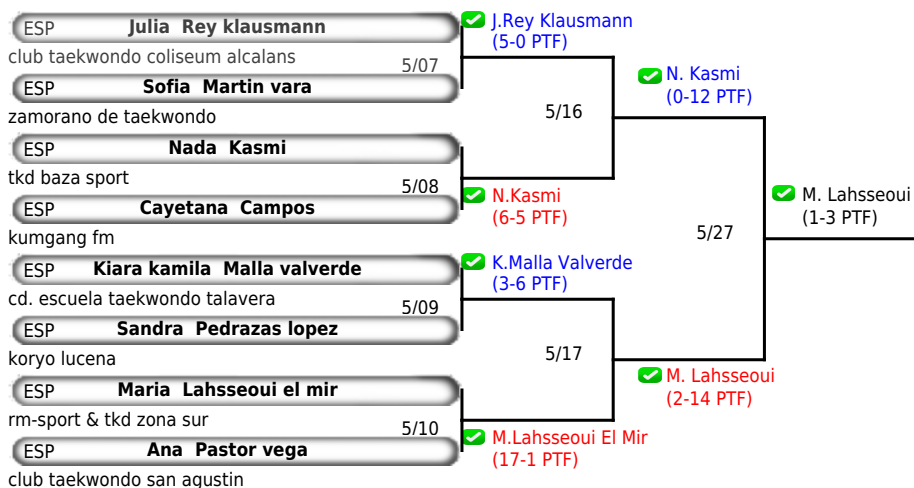 ESP Julia Rey klausmann
club taekwondo coliseum alcalans
5/07
ESP Sofia Martin vara
zamorano de taekwondo
ESP Nada Kasmi
tkd baza sport
5/08
ESP Cayetana Campos
kumgang fm
ESP Kiara kamila Malla valverde
cd. escuela taekwondo talavera
5/09
ESP Sandra Pedrazas lopez
koryo lucena
ESP Maria Lahsseoui el mir
rm-sport & tkd zona sur
5/10
ESP Ana Pastor vega
club taekwondo san agustin
J.Rey Klausmann
(5-0 PTF)
5/16
N.Kasmi
(6-5 PTF)
K.Malla Valverde
(3-6 PTF)
5/17
M.Lahsseoui El Mir
(17-1 PTF)
N. Kasmi
(0-12 PTF)
5/27
M. Lahsseoui
(2-14 PTF)
M. Lahsseoui
(1-3 PTF)